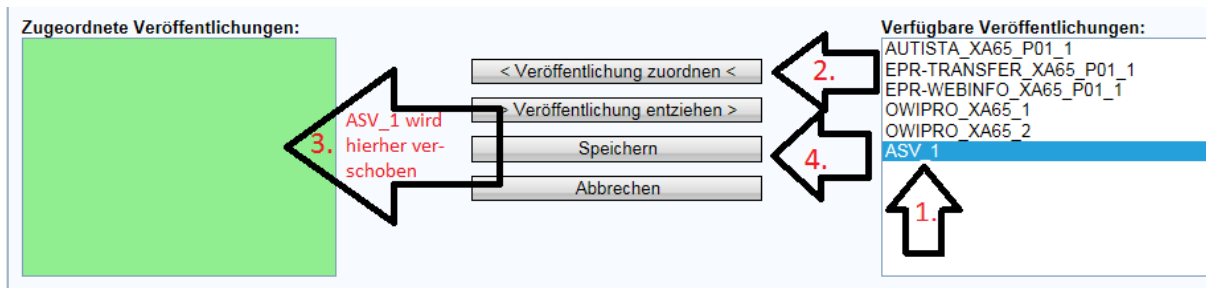 Zugeordnete Veröffentlichungen:
3.
ASV_1 wird
hierher ver-
schoben
< Veröffentlichung zuordnen <
> Veröffentlichung entziehen >
Speichern
Abbrechen
2.
4.
Verfügbare Veröffentlichungen:
AUTISTA_XA65_P01_1
EPR-TRANSFER_XA65_P01_1
EPR-WEBINFO_XA65_P01_1
OWIPRO_XA65_1
OWIPRO_XA65_2
ASV_1
1.